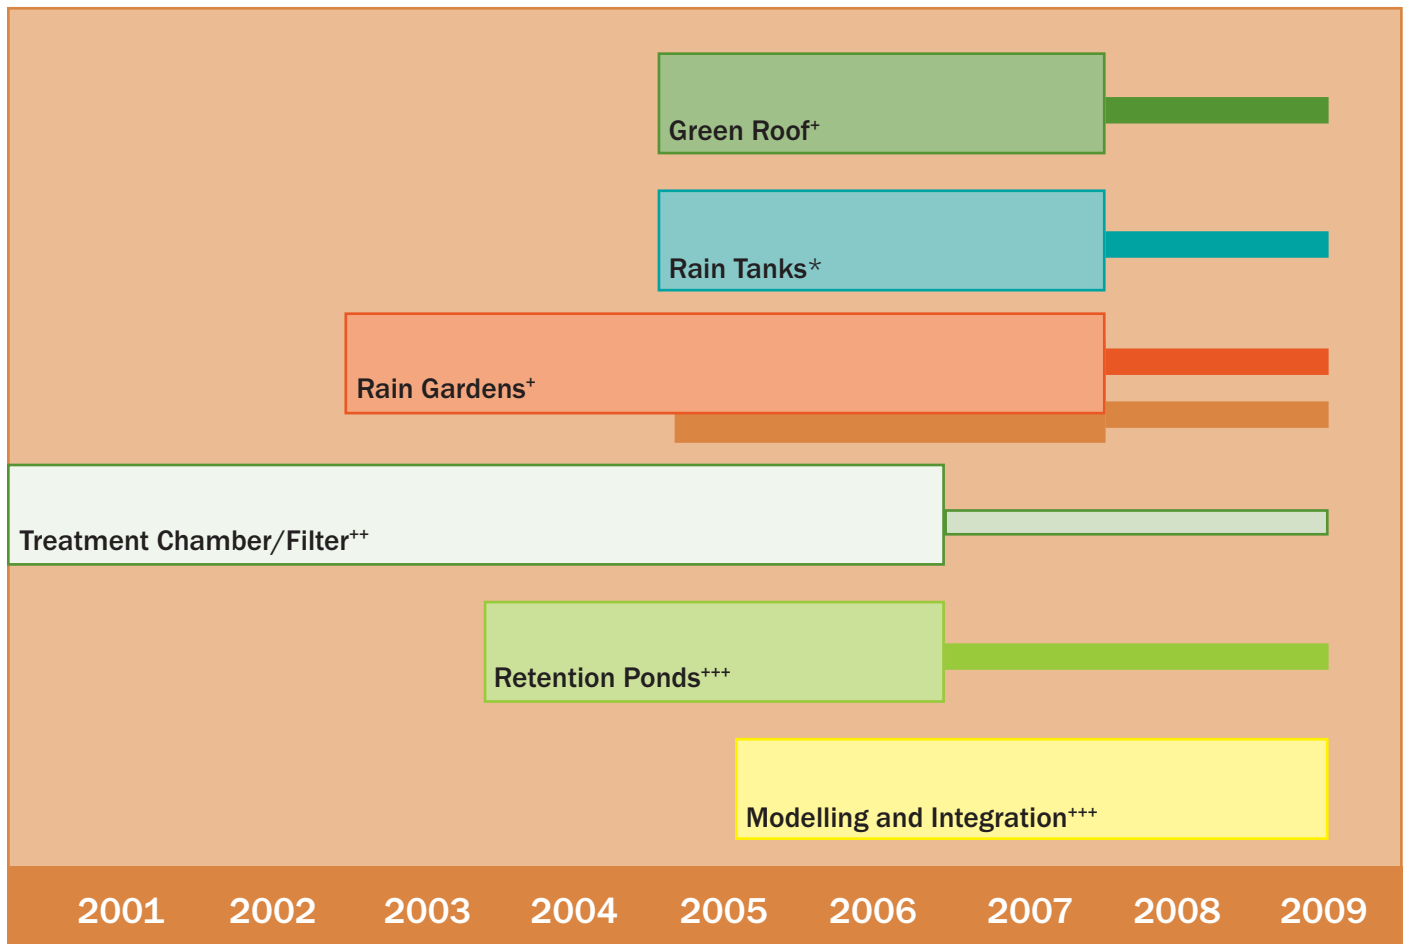 Green Roof+
Rain Tanks*
Rain Gardens+
Treatment Chamber/Filter++
Retention Ponds+++
Modelling and Integration+++
2001 2002 2003 2004 2005 2006 2007 2008 2009